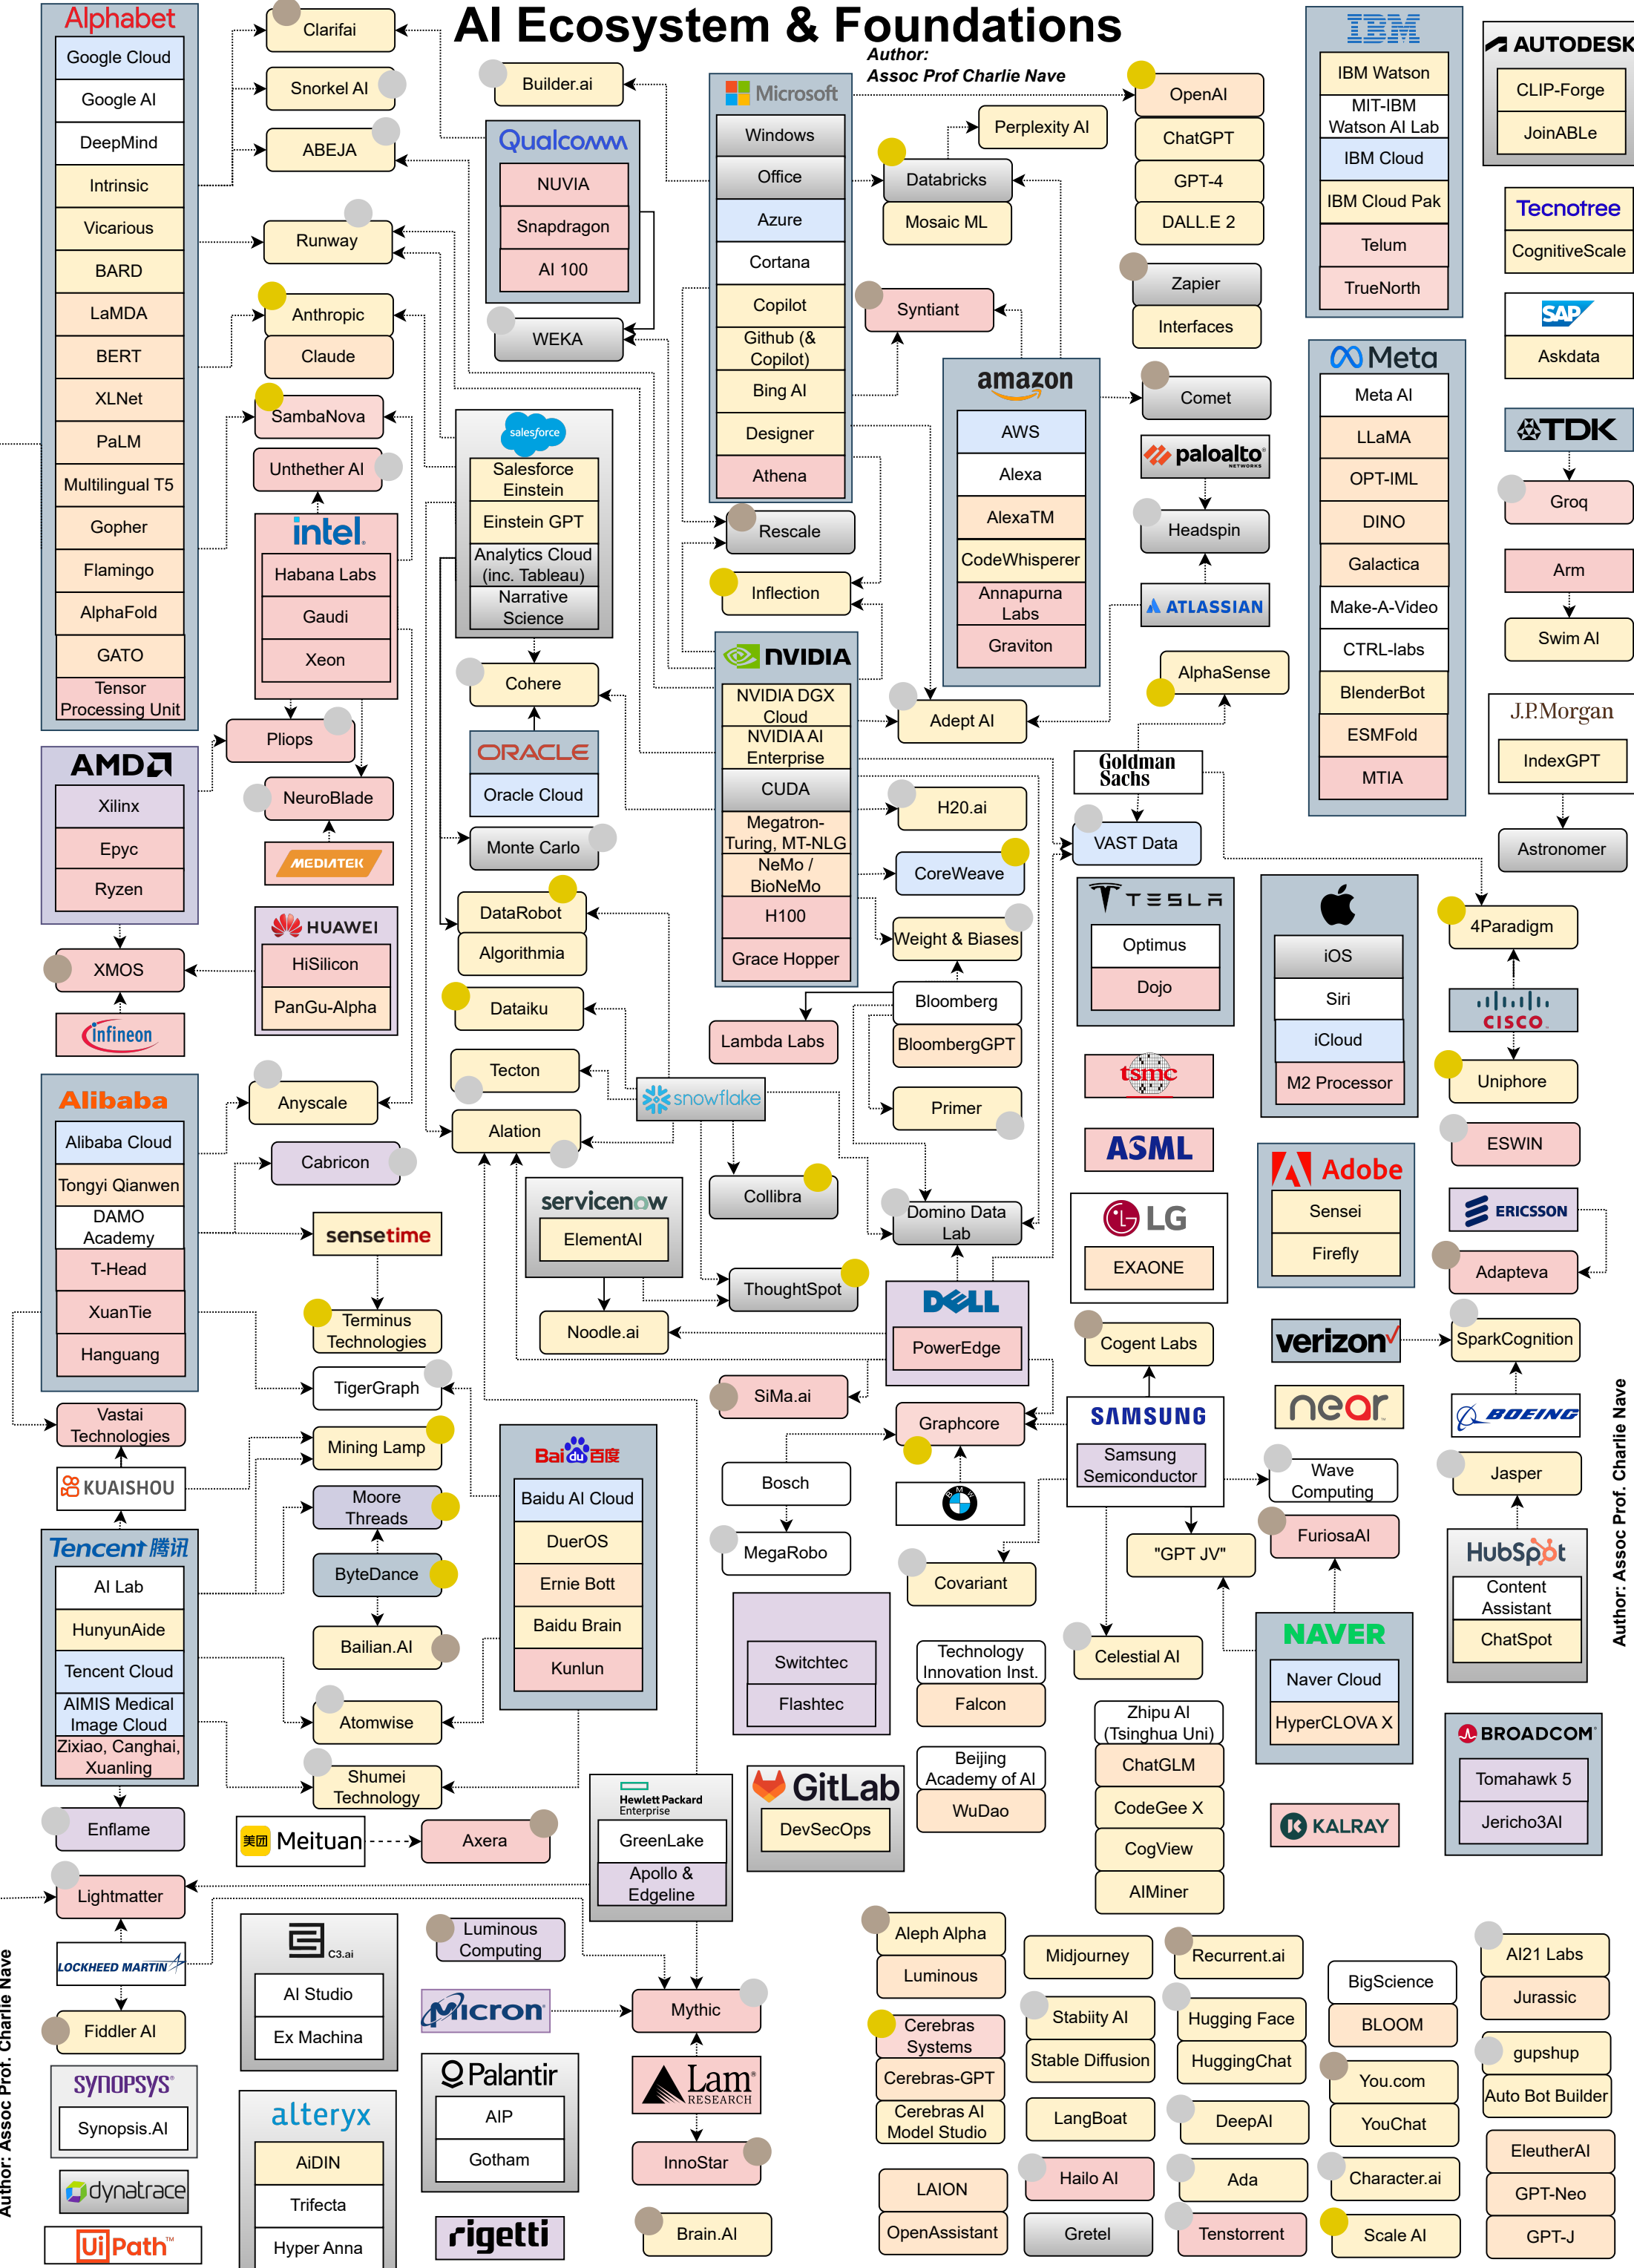 AI Ecosystem & Foundations
Author:
Assoc Prof Charlie Nave
Alphabet
Google Cloud
Google AI
DeepMind
Intrinsic
Vicarious
BARD
LaMDA
BERT
XLNet
PaLM
Multilingual T5
Gopher
Flamingo
AlphaFold
GATO
Tensor
Processing Unit
Clarifai
Snorkel AI
ABEJA
Runway
Anthropic
Claude
SambaNova
Unthether AI
intel
Habana Labs
Gaudi
Xeon
Pliops
NeuroBlade
MEDIATEK
AMD
Xilinx
Epyc
Ryzen
XMOS
infineon
HUAWEI
HiSilicon
PanGu-Alpha
Builder.ai
Qualcomm
NUVIA
Snapdragon
AI 100
WEKA
salesforce
Salesforce
Einstein
Einstein GPT
Analytics Cloud
(inc. Tableau)
Narrative
Science
Cohere
ORACLE
Oracle Cloud
Monte Carlo
DataRobot
Algorithmia
Dataiku
Tecton
Alation
Microsoft
Windows
Office
Azure
Cortana
Copilot
Github (&
Copilot)
Bing AI
Designer
Athena
Rescale
Inflection
NVIDIA
NVIDIA DGX
Cloud
NVIDIA AI
Enterprise
CUDA
Megatron-
Turing, MT-NLG
NeMo /
BioNeMo
H100
Grace Hopper
Lambda Labs
snowflake
Collibra
ThoughtSpot
Perplexity AI
Databricks
Mosaic ML
Syntiant
amazon
AWS
Alexa
AlexaTM
CodeWhisperer
Annapurna
Labs
Graviton
Adept AI
H20.ai
CoreWeave
Weight & Biases
Bloomberg
BloombergGPT
Primer
Domino Data
Lab
OpenAI
ChatGPT
GPT-4
DALL.E 2
Zapier
Interfaces
Comet
paloalto
NETWORKS
Headspin
ATLASSIAN
AlphaSense
Goldman
Sachs
VAST Data
TESLA
Optimus
Dojo
tsmc
ASML
LG
EXAONE
IBM
IBM Watson
MIT-IBM
Watson AI Lab
IBM Cloud
IBM Cloud Pak
Telum
TrueNorth
Meta
Meta AI
LLaMA
OPT-IML
DINO
Galactica
Make-A-Video
CTRL-labs
BlenderBot
ESMFold
MTIA
iOS
Siri
iCloud
M2 Processor
Adobe
Sensei
Firefly
AUTODESK
CLIP-Forge
JoinABLe
Tecnotree
CognitiveScale
SAP
Askdata
TDK
Groq
Arm
Swim AI
J.P.Morgan
IndexGPT
Astronomer
4Paradigm
CISCO
Uniphore
ESWIN
ERICSSON
Adapteva
verizon
SparkCognition
near
BOEING
Jasper
HubSpot
Content
Assistant
ChatSpot
Author: Assoc Prof. Charlie Nave
Alibaba
Alibaba Cloud
Tongyi Qianwen
DAMO
Academy
T-Head
XuanTie
Hanguang
Anyscale
Cabricon
sensetime
Terminus
Technologies
TigerGraph
Vastai
Technologies
KUAISHOU
Mining Lamp
Moore
Threads
ByteDance
Bailian.AI
Tencent 腾讯
AI Lab
HunyunAide
Tencent Cloud
AIMIS Medical
Image Cloud
Zixiao, Canghai,
Xuanling
Atomwise
Shumei
Technology
Enflame
Meituan
美团
Axera
servicenow
ElementAI
Noodle.ai
Baidu百度
Baidu AI Cloud
DuerOS
Ernie Bott
Baidu Brain
Kunlun
DELL
PowerEdge
SiMa.ai
Graphcore
Bosch
MegaRobo
BMW
Covariant
Cogent Labs
SAMSUNG
Samsung
Semiconductor
Wave
Computing
"GPT JV"
FuriosaAI
Celestial AI
NAVER
Naver Cloud
HyperCLOVA X
Switchtec
Flashtec
Technology
Innovation Inst.
Falcon
Beijing
Academy of AI
WuDao
Zhipu AI
(Tsinghua Uni)
ChatGLM
CodeGee X
CogView
AIMiner
BROADCOM
Tomahawk 5
Jericho3AI
KALRAY
Hewlett Packard
Enterprise
GreenLake
Apollo &
Edgeline
GitLab
DevSecOps
Lightmatter
LOCKHEED MARTIN
Fiddler AI
Author: Assoc Prof. Charlie Nave
SYNOPSYS
Synopsis.AI
dynatrace
UiPath
C3.ai
AI Studio
Ex Machina
alteryx
AiDIN
Trifecta
Hyper Anna
Luminous
Computing
Micron
Mythic
Palantir
AIP
Gotham
rigetti
Lam
RESEARCH
InnoStar
Brain.AI
Aleph Alpha
Luminous
Cerebras
Systems
Cerebras-GPT
Cerebras AI
Model Studio
LAION
OpenAssistant
Midjourney
Stabiity AI
Stable Diffusion
LangBoat
Hailo AI
Gretel
Recurrent.ai
Hugging Face
HuggingChat
DeepAI
Ada
Tenstorrent
BigScience
BLOOM
You.com
YouChat
Character.ai
Scale AI
AI21 Labs
Jurassic
gupshup
Auto Bot Builder
EleutherAI
GPT-Neo
GPT-J